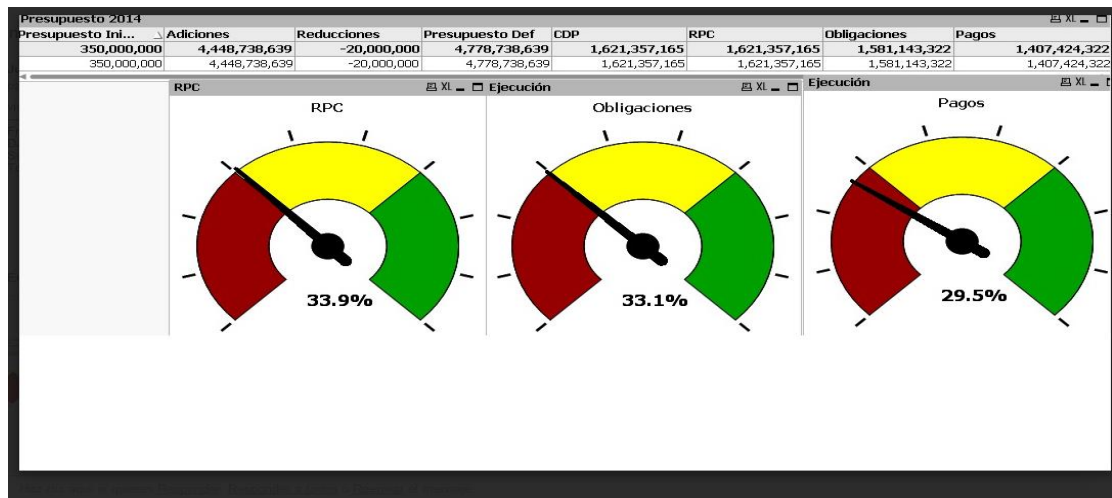 Presupuesto 2014 XL
Presupuesto Ini... Adiciones Reducciones Presupuesto Def CDP RPC Obligaciones Pagos
350,000,000 4,448,738,639 -20,000,000 4,778,738,639 1,621,357,165 1,621,357,165 1,581,143,322 1,407,424,322
350,000,000 4,448,738,639 -20,000,000 4,778,738,639 1,621,357,165 1,621,357,165 1,581,143,322 1,407,424,322
RPC XL Ejecución XL Ejecución XL
RPC Obligaciones Pagos
33.9% 33.1% 29.5%